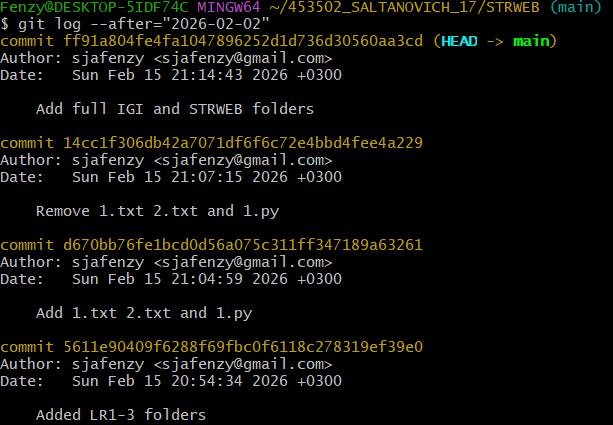 Fenzy@DESKTOP-5IDF74C MINGW64 ~/453502_SALTANOVICH_17/STRWEB (main)
$ git log --after="2026-02-02"
commit ff91a804fe4fa1047896252d1d736d30560aa3cd (HEAD -> main)
Author: sjafenzy <sjafenzy@gmail.com>
Date:   Sun Feb 15 21:14:43 2026 +0300
    Add full IGI and STRWEB folders
commit 14cc1f306db42a7071df6f6c72e4bbd4fee4a229
Author: sjafenzy <sjafenzy@gmail.com>
Date:   Sun Feb 15 21:07:15 2026 +0300
    Remove 1.txt 2.txt and 1.py
commit d670bb76fe1bcd0d56a075c311ff347189a63261
Author: sjafenzy <sjafenzy@gmail.com>
Date:   Sun Feb 15 21:04:59 2026 +0300
    Add 1.txt 2.txt and 1.py
commit 5611e90409f6288f69fbc0f6118c278319ef39e0
Author: sjafenzy <sjafenzy@gmail.com>
Date:   Sun Feb 15 20:54:34 2026 +0300
    Added LR1-3 folders